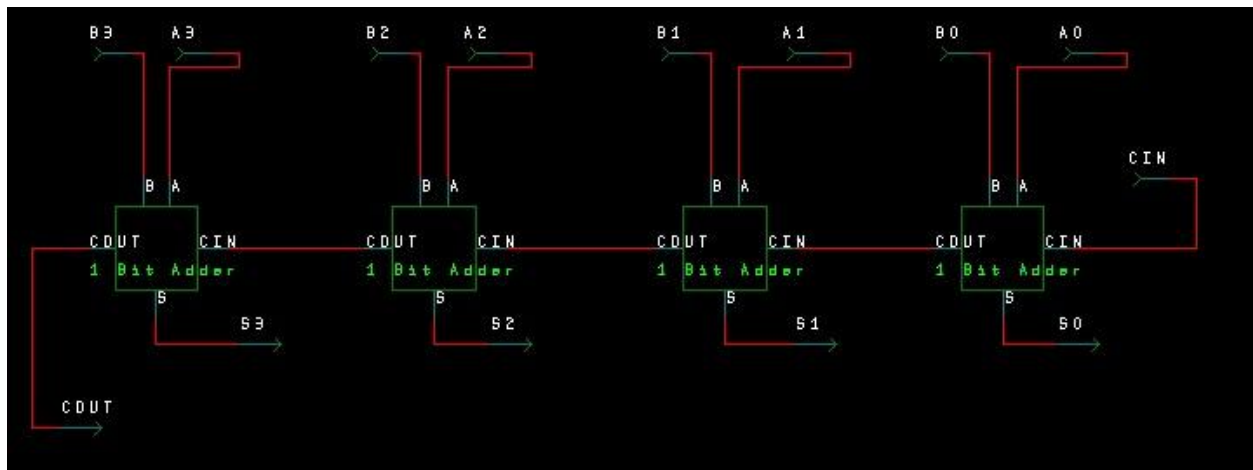 B3 A3 B2 A2 B1 A1 B0 A0
CIN
B A B A B A B A
COUT CIN COUT CIN COUT CIN COUT CIN
1 Bit Adder 1 Bit Adder 1 Bit Adder 1 Bit Adder
S S S S
S3 S2 S1 S0
COUT